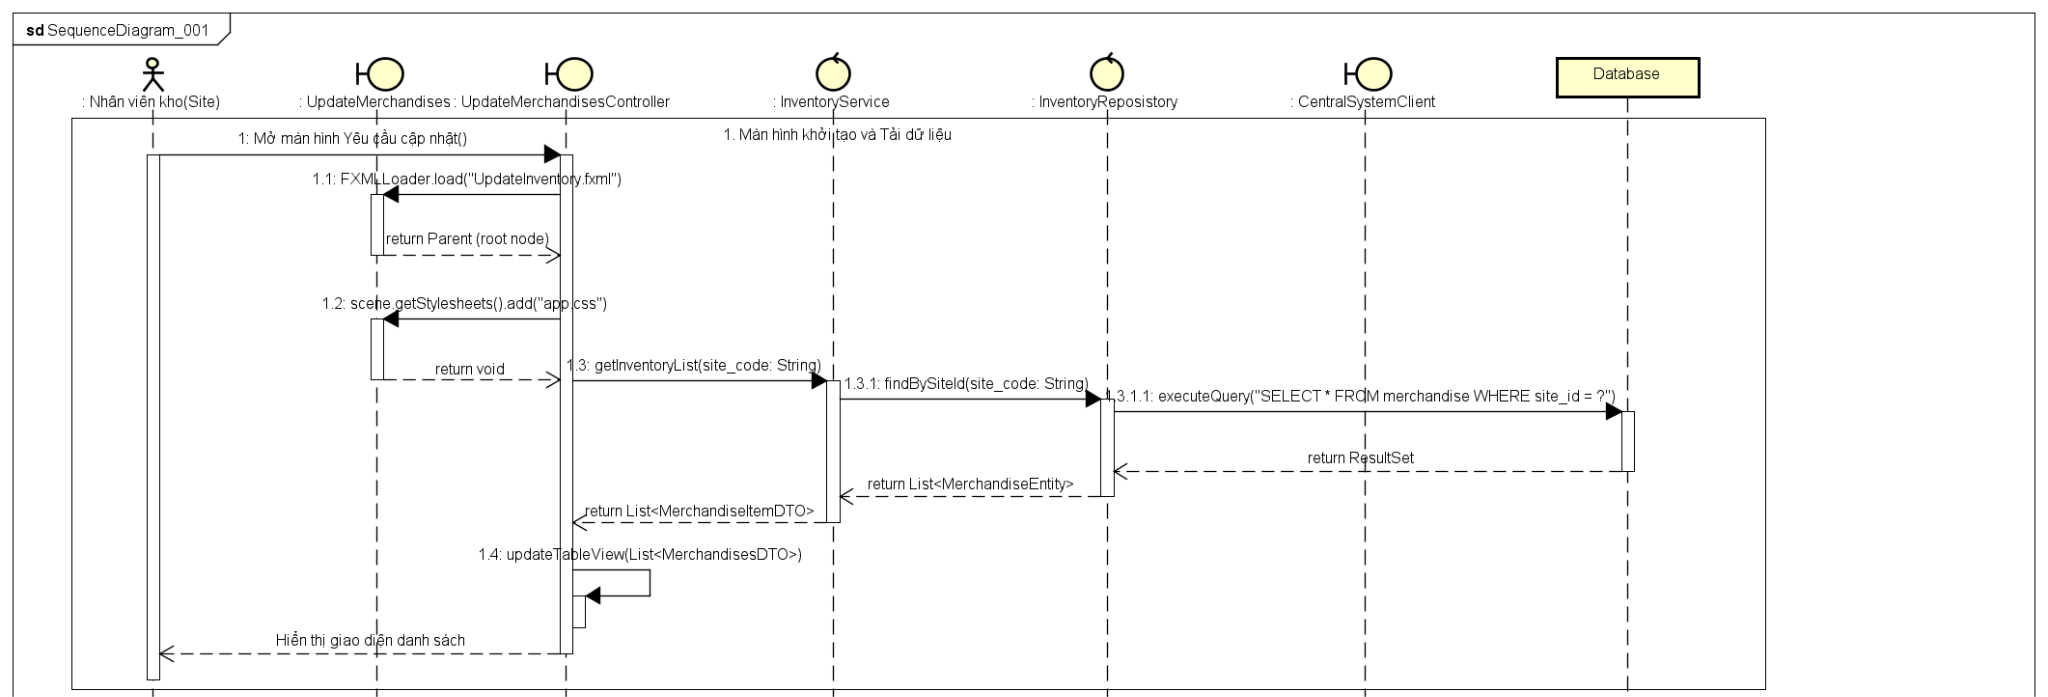 sd SequenceDiagram_001
: Nhân viên kho(Site)
: UpdateMerchandises
: UpdateMerchandisesController
: InventoryService
: InventoryReposistory
: CentralSystemClient
Database
1. Màn hình khởi tạo và Tải dữ liệu
1: Mở màn hình Yêu cầu cập nhật()
1.1: FXMLLoader.load("UpdateInventory.fxml")
return Parent (root node)
1.2: scene.getStylesheets().add("app.css")
return void
1.3: getInventoryList(site_code: String)
1.3.1: findBySiteId(site_code: String)
1.3.1.1: executeQuery("SELECT * FROM merchandise WHERE site_id = ?")
return ResultSet
return List<MerchandiseEntity>
return List<MerchandiseItemDTO>
1.4: updateTableView(List<MerchandisesDTO>)
Hiển thị giao diện danh sách